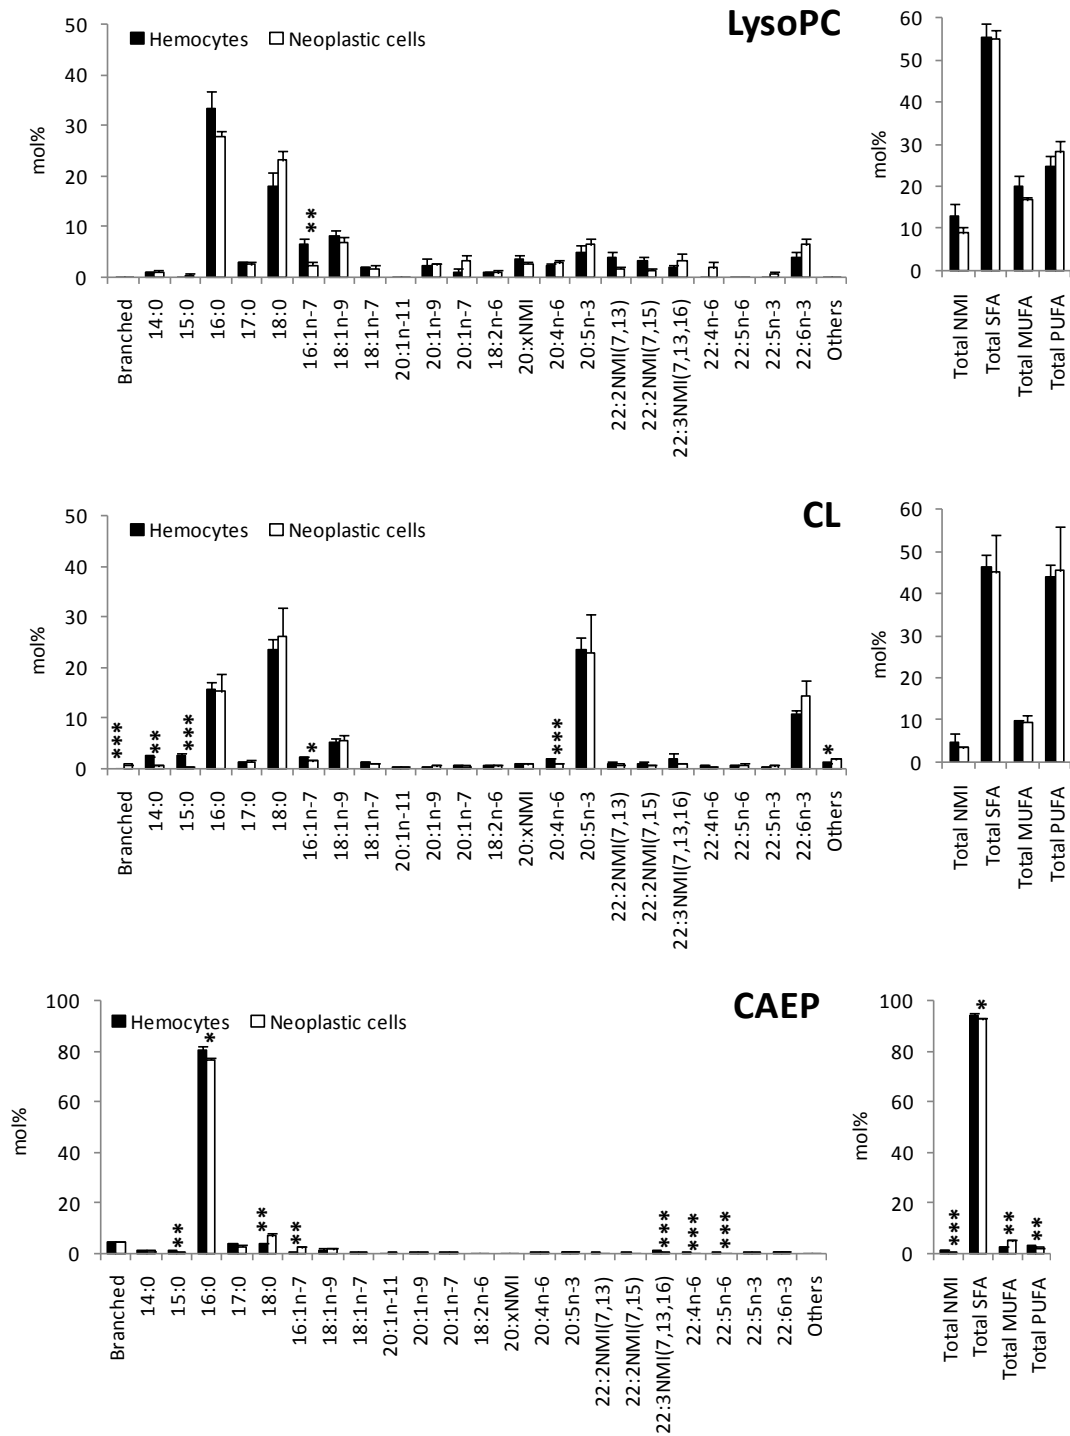 LysoPC
Hemocytes Neoplastic cells
mol%
50
40
30
20
10
0
**
Branched
14:0
15:0
16:0
17:0
18:0
16:1n-7
18:1n-9
18:1n-7
20:1n-11
20:1n-9
20:1n-7
18:2n-6
20:xNMI
20:4n-6
20:5n-3
22:2NMI(7,13)
22:2NMI(7,15)
22:3NMI(7,13,16)
22:4n-6
22:5n-6
22:5n-3
22:6n-3
Others
mol%
60
50
40
30
20
10
0
Total NMI
Total SFA
Total MUFA
Total PUFA
CL
Hemocytes Neoplastic cells
mol%
50
40
30
20
10
0
***
**
***
*
***
*
Branched
14:0
15:0
16:0
17:0
18:0
16:1n-7
18:1n-9
18:1n-7
20:1n-11
20:1n-9
20:1n-7
18:2n-6
20:xNMI
20:4n-6
20:5n-3
22:2NMI(7,13)
22:2NMI(7,15)
22:3NMI(7,13,16)
22:4n-6
22:5n-6
22:5n-3
22:6n-3
Others
mol%
60
50
40
30
20
10
0
Total NMI
Total SFA
Total MUFA
Total PUFA
CAEP
Hemocytes Neoplastic cells
mol%
100
80
60
40
20
0
**
*
**
**
***
***
***
Branched
14:0
15:0
16:0
17:0
18:0
16:1n-7
18:1n-9
18:1n-7
20:1n-11
20:1n-9
20:1n-7
18:2n-6
20:xNMI
20:4n-6
20:5n-3
22:2NMI(7,13)
22:2NMI(7,15)
22:3NMI(7,13,16)
22:4n-6
22:5n-6
22:5n-3
22:6n-3
Others
mol%
100
80
60
40
20
0
***
*
**
**
Total NMI
Total SFA
Total MUFA
Total PUFA